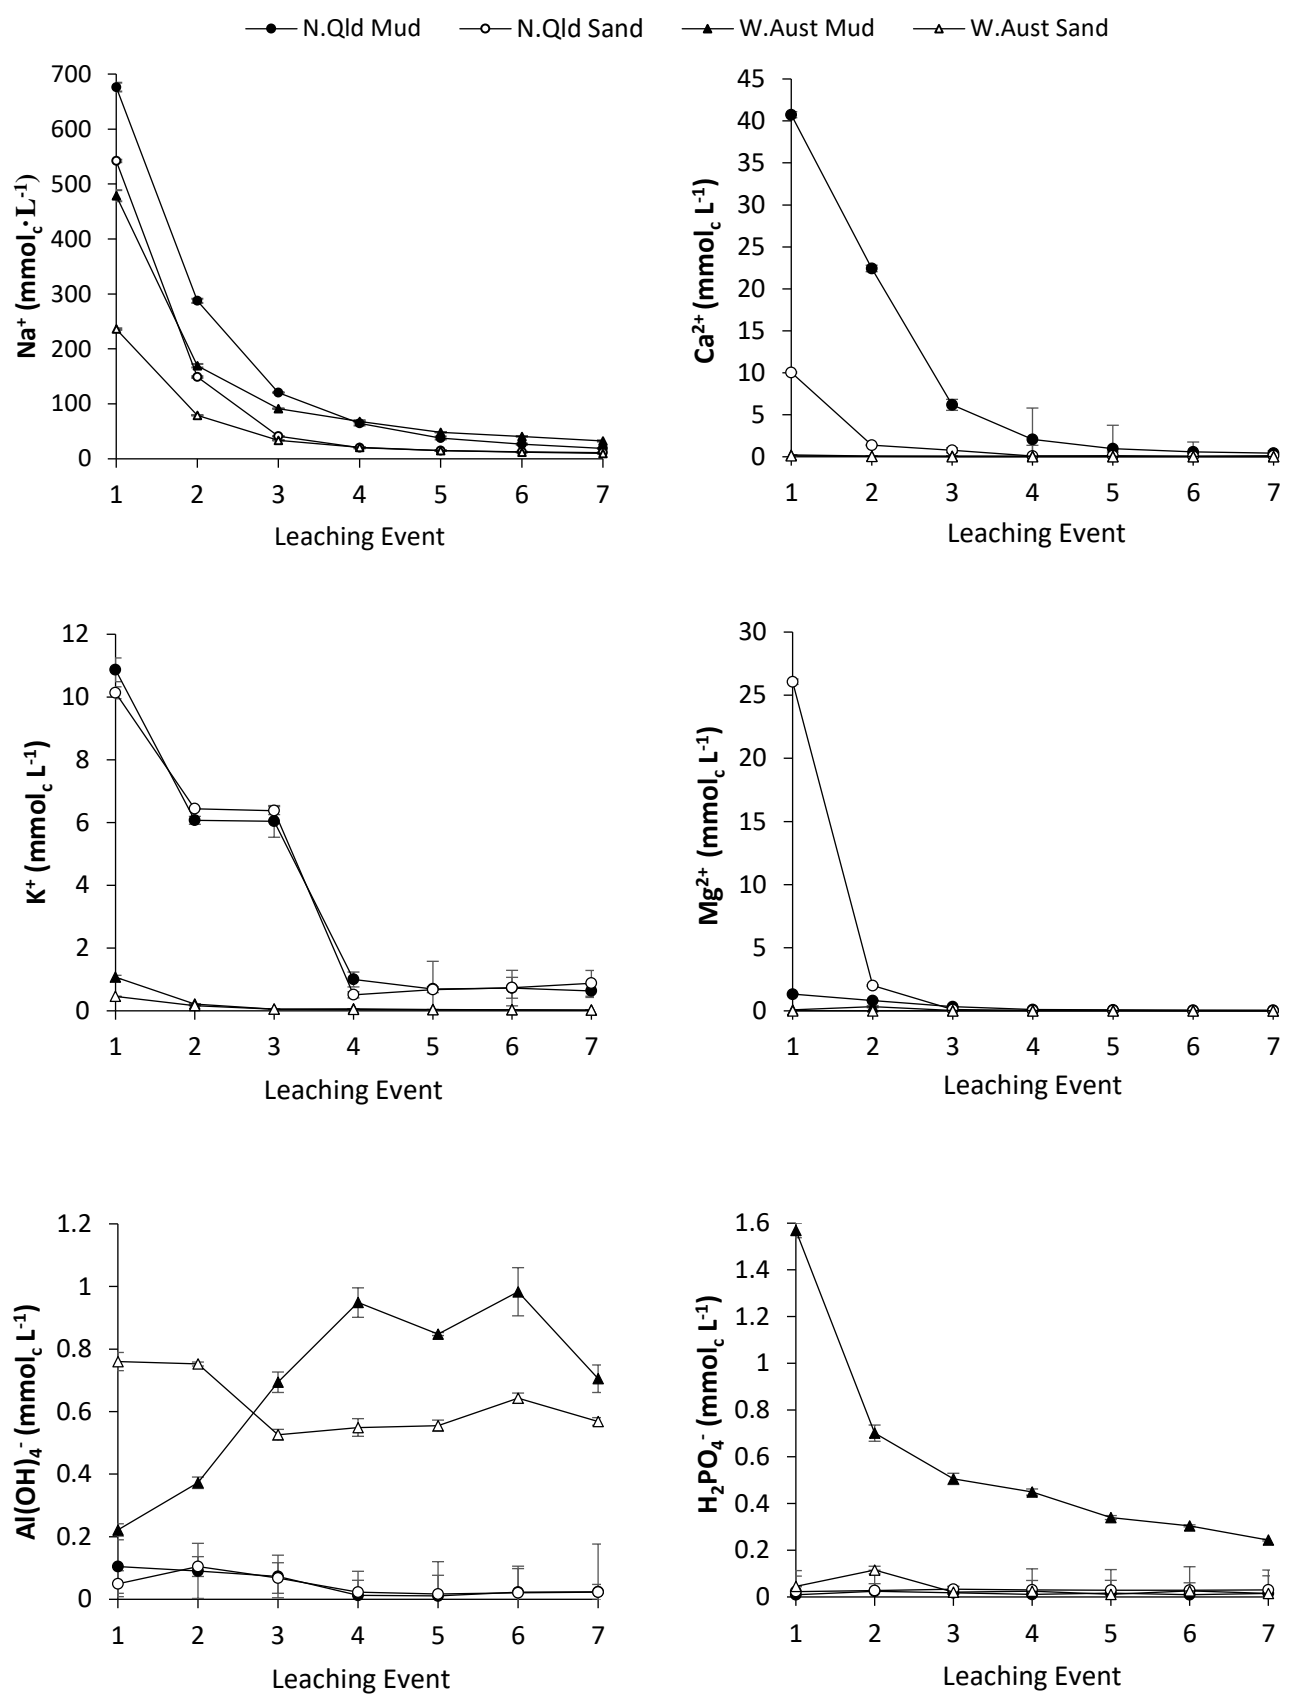 N.Qld Mud N.Qld Sand W.Aust Mud W.Aust Sand
Na⁺ (mmol꜀·L⁻¹)
700
600
500
400
300
200
100
0
1 2 3 4 5 6 7
Leaching Event
Ca²⁺ (mmol꜀ L⁻¹)
45
40
35
30
25
20
15
10
5
0
1 2 3 4 5 6 7
Leaching Event
K⁺ (mmol꜀ L⁻¹)
12
10
8
6
4
2
0
1 2 3 4 5 6 7
Leaching Event
Mg²⁺ (mmol꜀ L⁻¹)
30
25
20
15
10
5
0
1 2 3 4 5 6 7
Leaching Event
Al(OH)₄⁻ (mmol꜀ L⁻¹)
1.2
1
0.8
0.6
0.4
0.2
0
1 2 3 4 5 6 7
Leaching Event
H₂PO₄⁻ (mmol꜀ L⁻¹)
1.6
1.4
1.2
1
0.8
0.6
0.4
0.2
0
1 2 3 4 5 6 7
Leaching Event